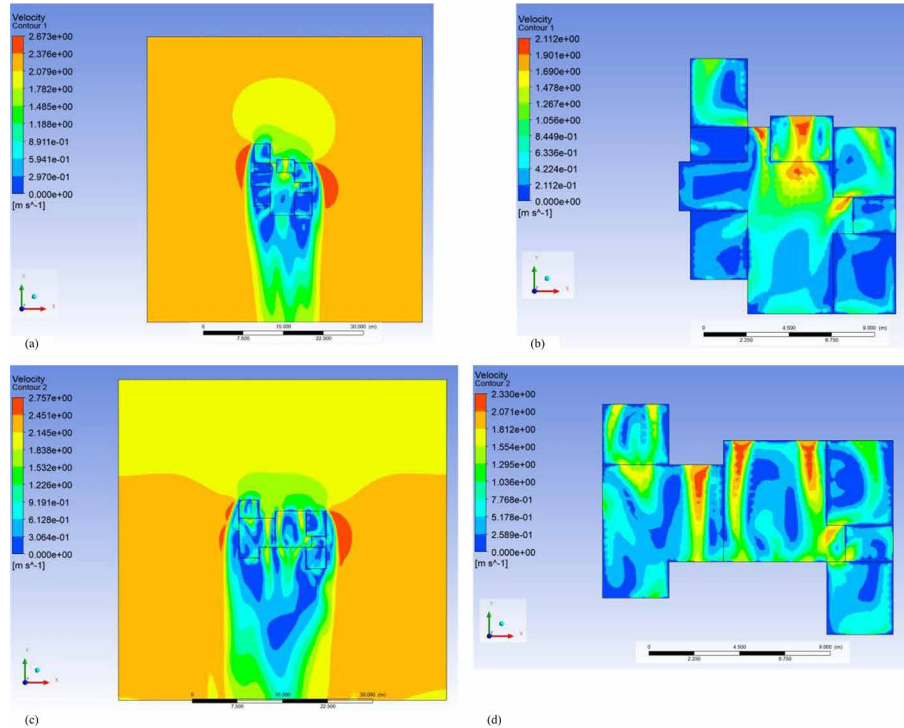 Velocity
Contour 1
2.673e+00
2.376e+00
2.079e+00
1.782e+00
1.485e+00
1.188e+00
8.911e-01
5.941e-01
2.970e-01
0.000e+00
[m s^-1]
Y
X
0 15.000 30.000 (m)
7.500 22.500
(a)
Velocity
Contour 1
2.112e+00
1.901e+00
1.690e+00
1.478e+00
1.267e+00
1.056e+00
8.449e-01
6.336e-01
4.224e-01
2.112e-01
0.000e+00
[m s^-1]
Y
X
0 4.500 9.000 (m)
2.250 6.750
(b)
Velocity
Contour 2
2.757e+00
2.451e+00
2.145e+00
1.838e+00
1.532e+00
1.226e+00
9.191e-01
6.128e-01
3.064e-01
0.000e+00
[m s^-1]
Y
X
0 15.000 30.000 (m)
7.500 22.500
(c)
Velocity
Contour 2
2.330e+00
2.071e+00
1.812e+00
1.554e+00
1.295e+00
1.036e+00
7.768e-01
5.178e-01
2.589e-01
0.000e+00
[m s^-1]
Y
X
0 4.500 9.000 (m)
2.250 6.750
(d)